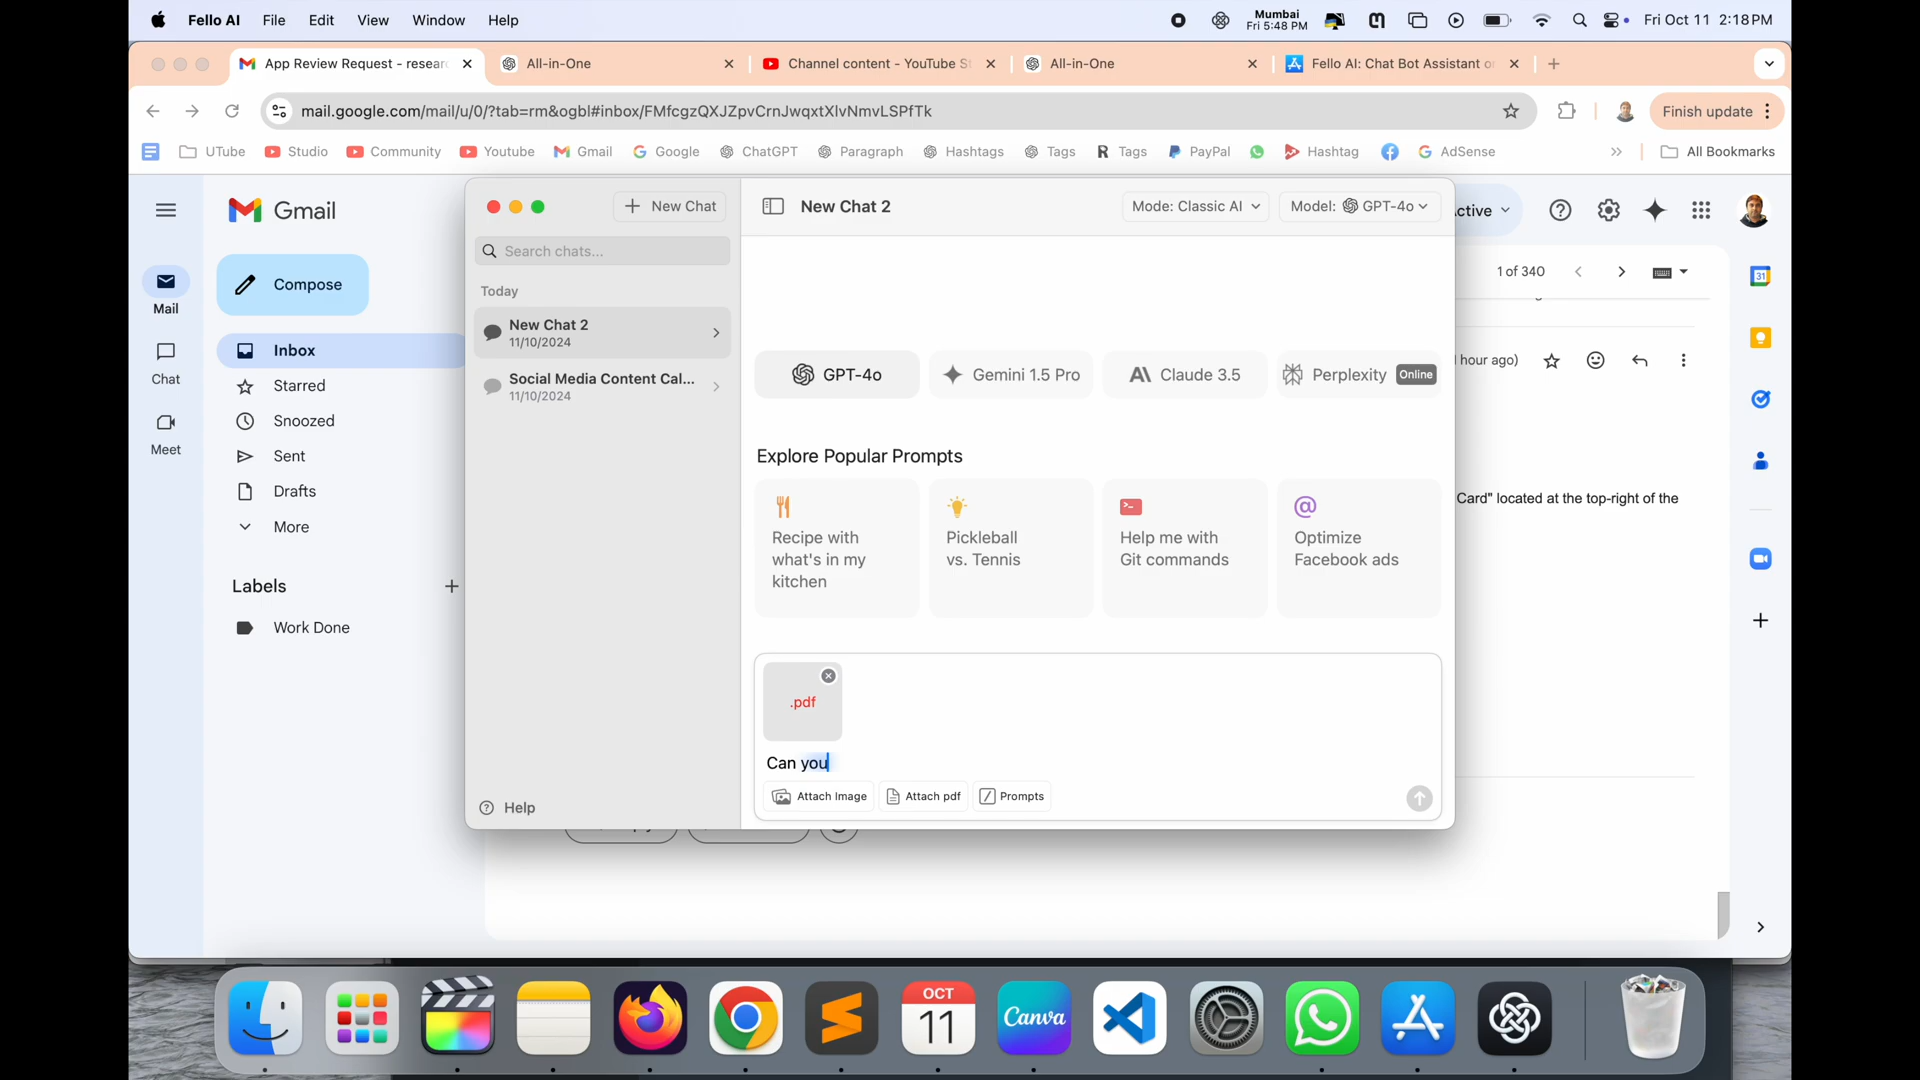 Fello AI File Edit View Window Help
Mumbai
Fri 5:48 PM
Fri Oct 11 2:18 PM
App Review Request - resear
All-in-One
Channel content - YouTube S
All-in-One
Fello AI: Chat Bot Assistant o
mail.google.com/mail/u/0/?tab=rm&ogbl#inbox/FMfcgzQXJZpvCrnJwqxtXlvNmvLSPfTk
Finish update
UTube Studio Community Youtube Gmail Google ChatGPT Paragraph Hashtags Tags Tags PayPal Hashtag AdSense » All Bookmarks
Gmail
Compose
Mail
Inbox
Starred
Chat
Snoozed
Meet
Sent
Drafts
More
Labels
Work Done
New Chat
Search chats...
Today
New Chat 2
11/10/2024
Social Media Content Cal...
11/10/2024
Help
New Chat 2
Mode: Classic AI
Model: GPT-4o
GPT-4o
Gemini 1.5 Pro
Claude 3.5
Perplexity Online
Explore Popular Prompts
Recipe with
what's in my
kitchen
Pickleball
vs. Tennis
Help me with
Git commands
Optimize
Facebook ads
.pdf
Can you
Attach Image
Attach pdf
Prompts
ctive
1 of 340
hour ago)
Card" located at the top-right of the
31
OCT
11
Canva